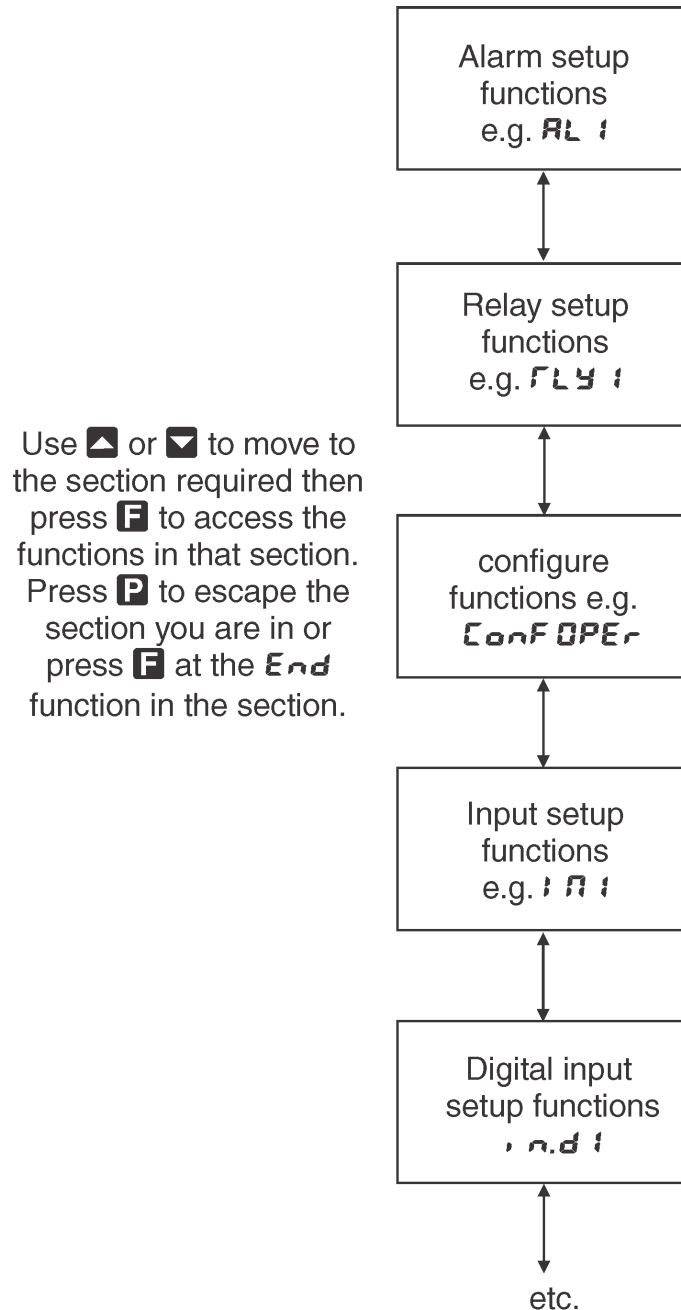 Alarm setup
functions
e.g. AL 1
Relay setup
functions
e.g. rLY 1
Use ▲ or ▼ to move to
the section required then
press F to access the
functions in that section.
Press P to escape the
section you are in or
press F at the End
function in the section.
configure
functions e.g.
ConF OPEr
Input setup
functions
e.g. InP1
Digital input
setup functions
in.d1
etc.